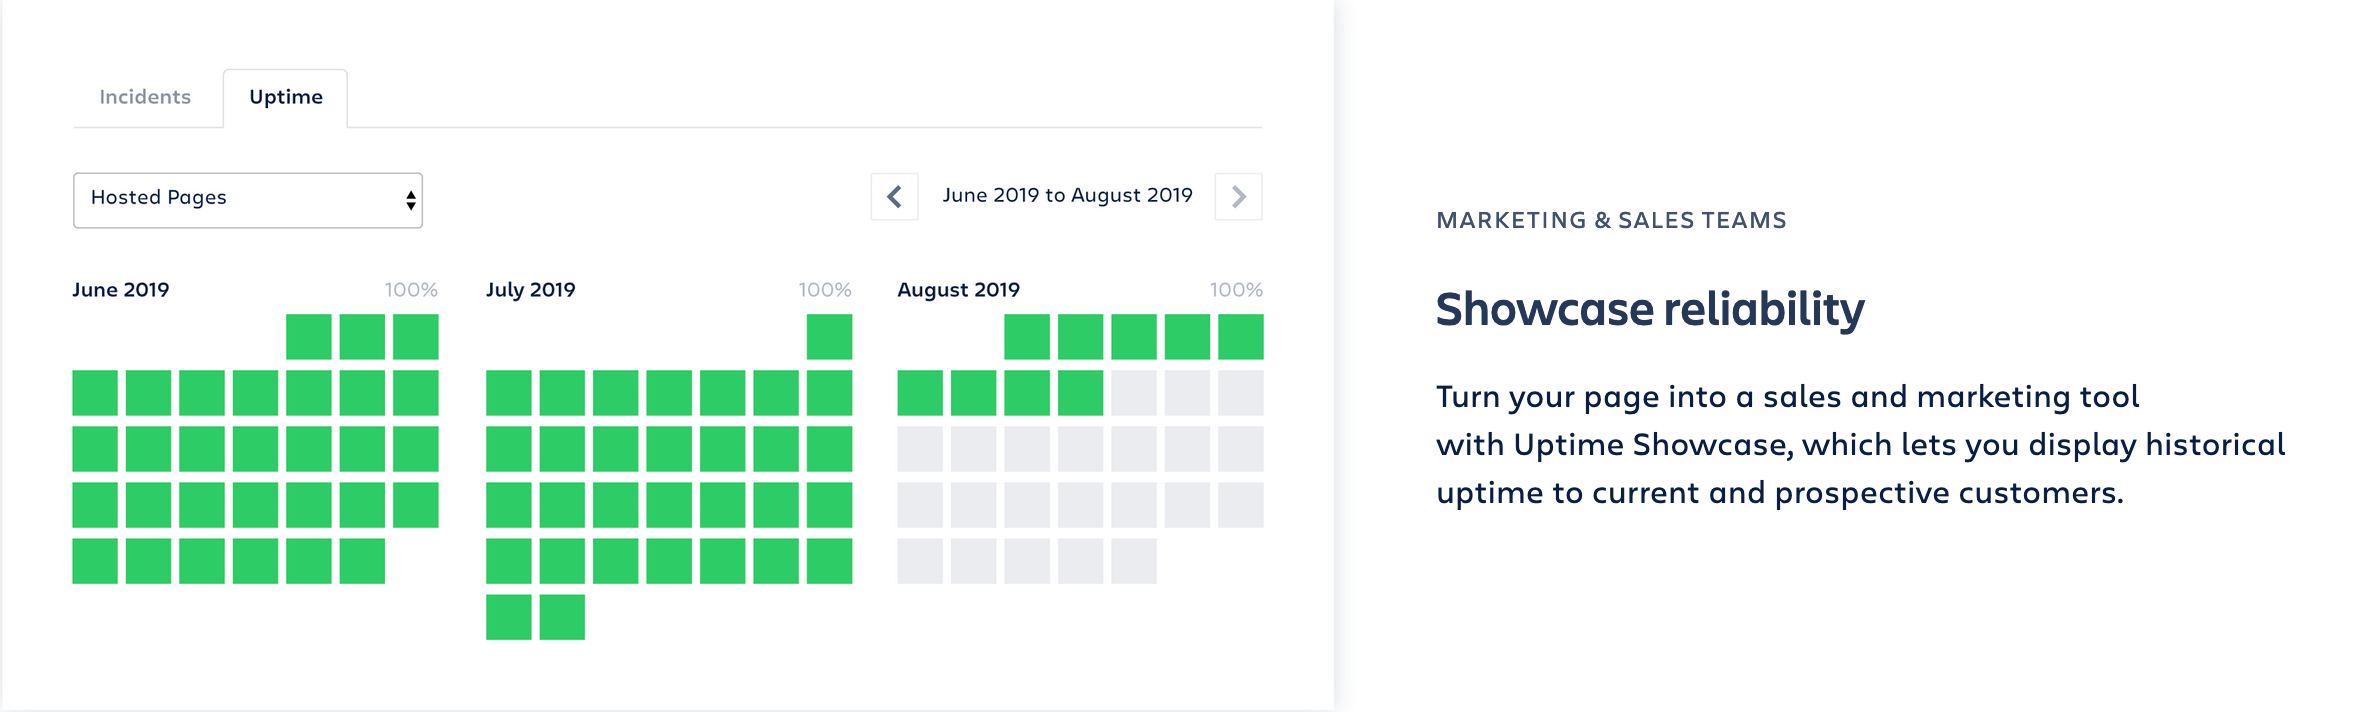 Incidents
Uptime
Hosted Pages
June 2019 to August 2019
June 2019
100%
July 2019
100%
August 2019
100%
MARKETING & SALES TEAMS
Showcase reliability
Turn your page into a sales and marketing tool
with Uptime Showcase, which lets you display historical
uptime to current and prospective customers.